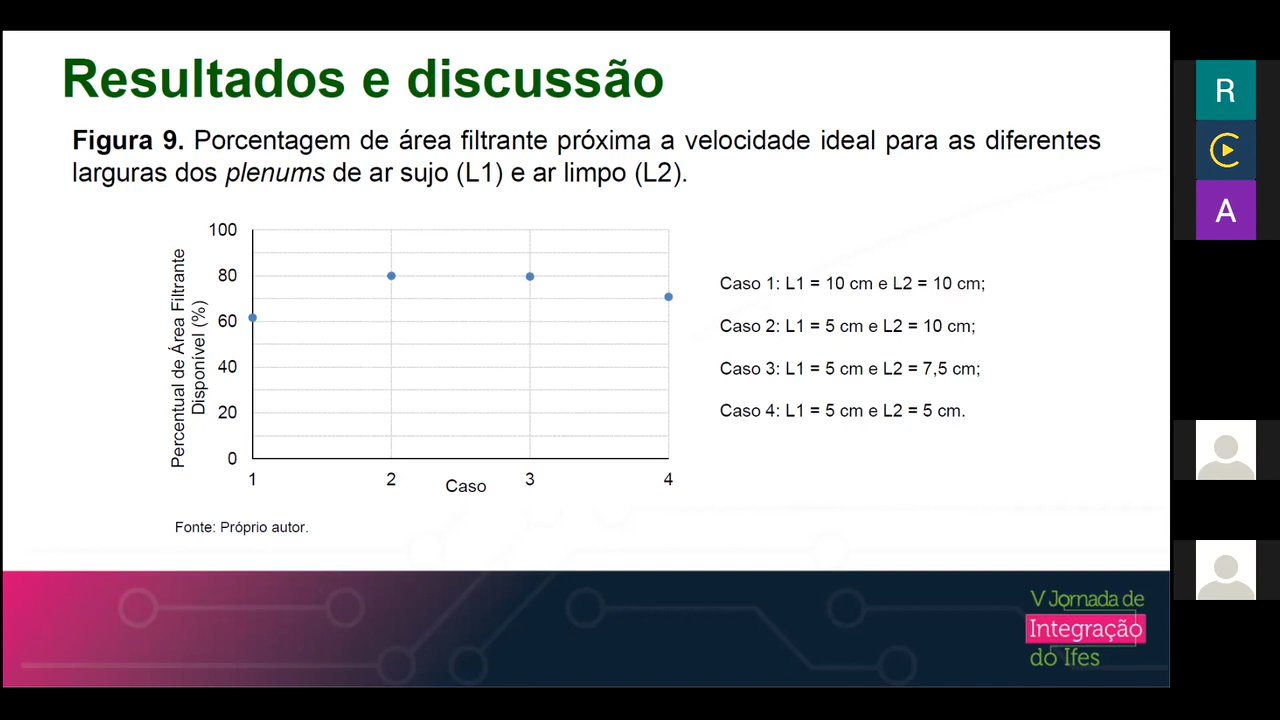 Resultados e discussão
Figura 9. Porcentagem de área filtrante próxima a velocidade ideal para as diferentes
larguras dos plenums de ar sujo (L1) e ar limpo (L2).
Percentual de Área Filtrante
Disponível (%)
100
80
60
40
20
0
1
2
3
4
Caso
Caso 1: L1 = 10 cm e L2 = 10 cm;
Caso 2: L1 = 5 cm e L2 = 10 cm;
Caso 3: L1 = 5 cm e L2 = 7,5 cm;
Caso 4: L1 = 5 cm e L2 = 5 cm.
Fonte: Próprio autor.
V Jornada de
Integração
do Ifes
R
A